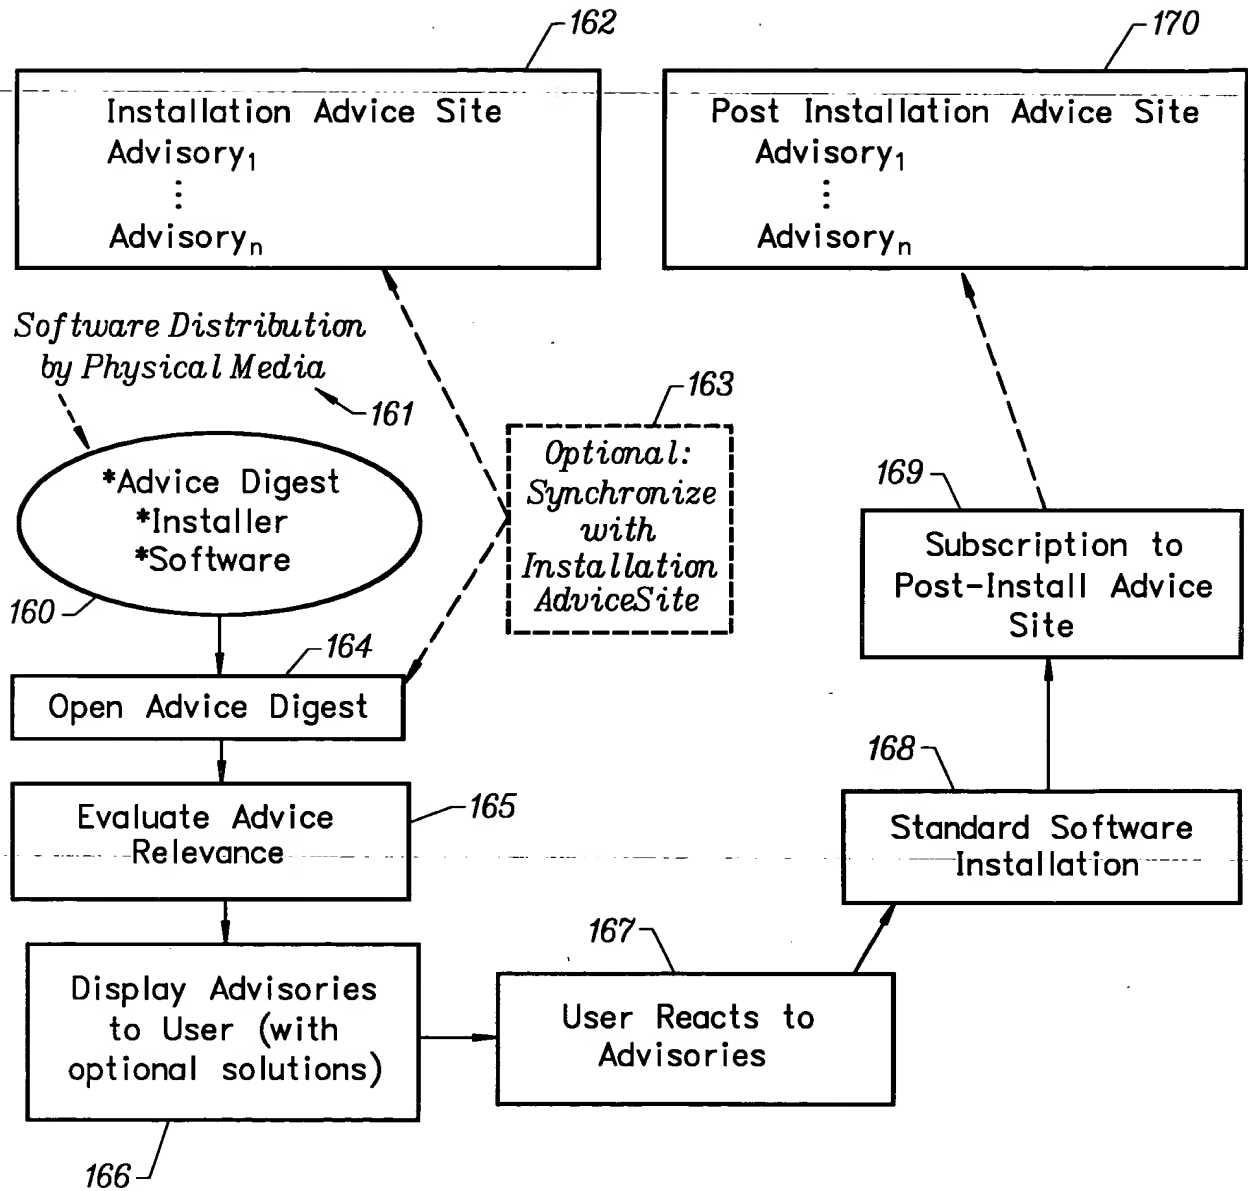 162
170
Installation Advice Site
Advisory₁
⋮
Advisoryₙ
Post Installation Advice Site
Advisory₁
⋮
Advisoryₙ
Software Distribution
by Physical Media
161
*Advice Digest
*Installer
*Software
160
163
Optional:
Synchronize
with
Installation
AdviceSite
164
Open Advice Digest
165
Evaluate Advice
Relevance
Display Advisories
to User (with
optional solutions)
166
167
User Reacts to
Advisories
168
Standard Software
Installation
169
Subscription to
Post-Install Advice
Site